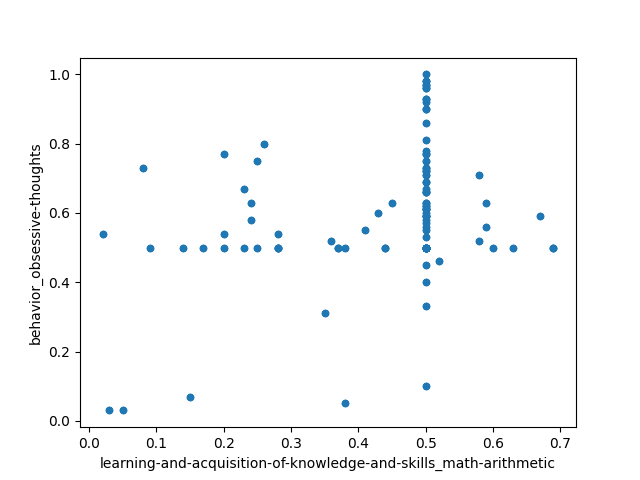 1.0
0.8
0.6
0.4
0.2
0.0
behavior_obsessive-thoughts
0.0 0.1 0.2 0.3 0.4 0.5 0.6 0.7
learning-and-acquisition-of-knowledge-and-skills_math-arithmetic